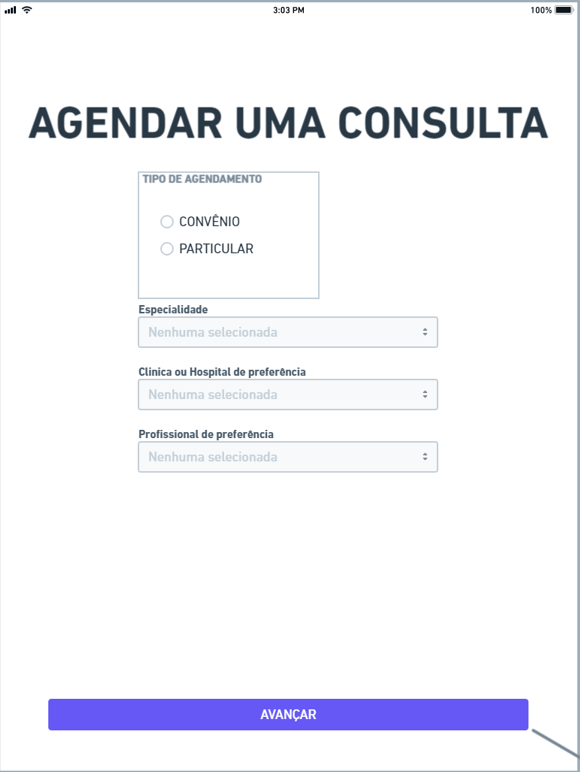 3:03 PM
100%
AGENDAR UMA CONSULTA
TIPO DE AGENDAMENTO
CONVÊNIO
PARTICULAR
Especialidade
Nenhuma selecionada
Clinica ou Hospital de preferência
Nenhuma selecionada
Profissional de preferência
Nenhuma selecionada
AVANÇAR